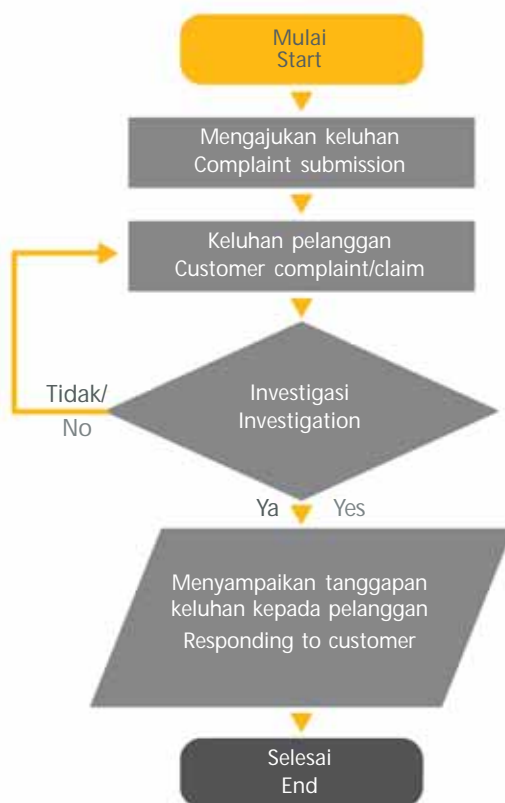 Mulai
Start
Mengajukan keluhan
Complaint submission
Keluhan pelanggan
Customer complaint/claim
Investigasi
Investigation
Tidak/
No
Ya Yes
Menyampaikan tanggapan
keluhan kepada pelanggan
Responding to customer
Selesai
End